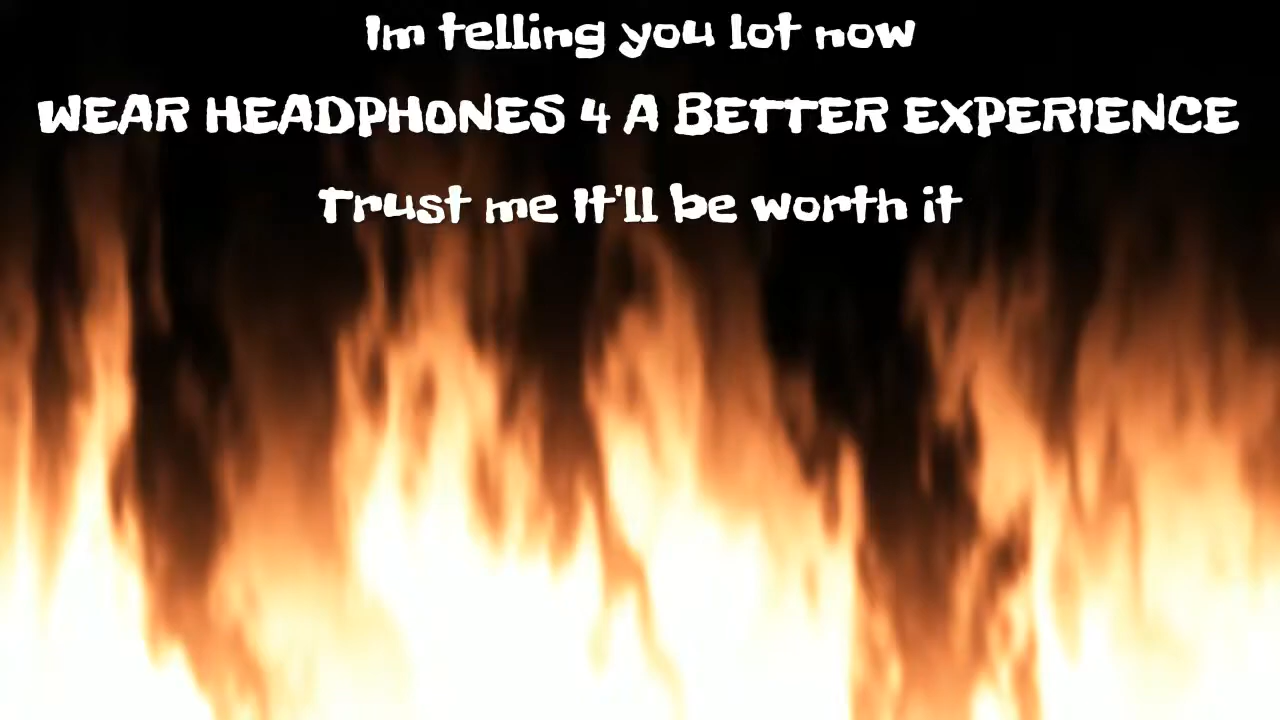 Im telling you lot now
WEAR HEADPHONES 4 A BETTER EXPERIENCE
Trust me It'll be worth it